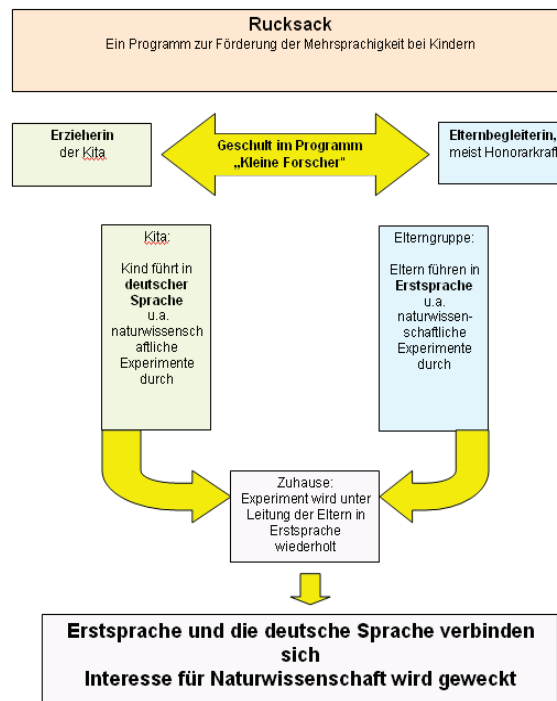 Rucksack
Ein Programm zur Förderung der Mehrsprachigkeit bei Kindern
Erzieherin
der Kita
Geschult im Programm
„Kleine Forscher"
Elternbegleiterin,
meist Honorarkraft
Kita:
Kind führt in
deutscher
Sprache
u.a.
naturwissensch
aftliche
Experimente
durch
Elterngruppe:
Eltern führen in
Erstsprache
u.a.
naturwissen-
schaftliche
Experimente
durch
Zuhause:
Experiment wird unter
Leitung der Eltern in
Erstsprache
wiederholt
Erstsprache und die deutsche Sprache verbinden
sich
Interesse für Naturwissenschaft wird geweckt